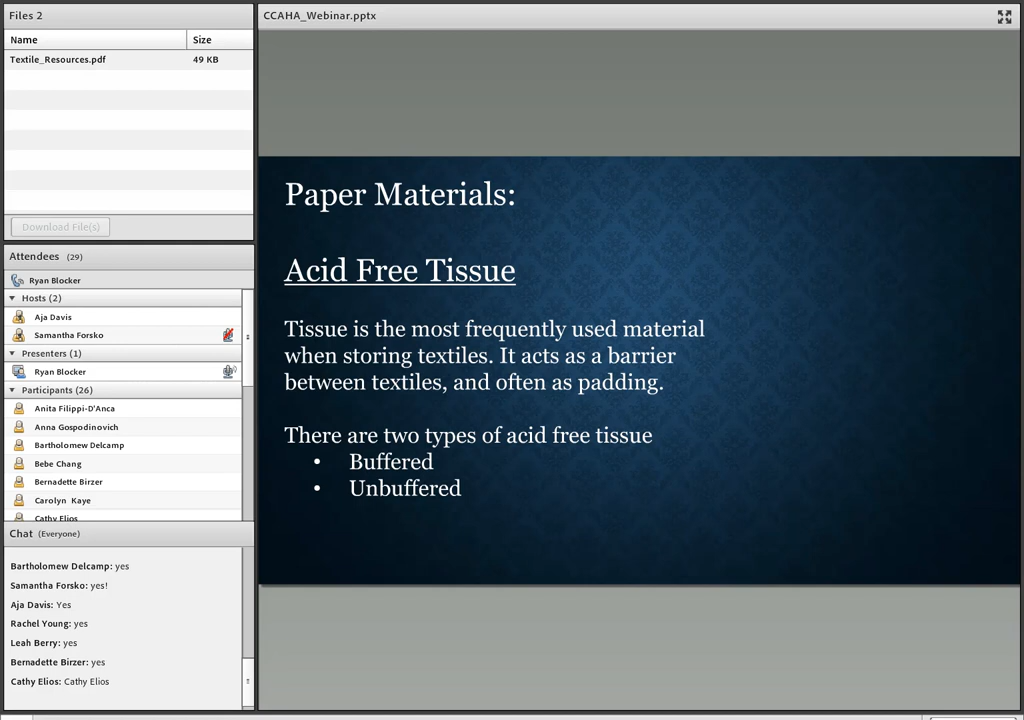 Files 2
Name Size
Textile_Resources.pdf 49 KB
Download File(s)
Attendees (29)
Ryan Blocker
Hosts (2)
Aja Davis
Samantha Forsko
Presenters (1)
Ryan Blocker
Participants (26)
Anita Filippi-D'Anca
Anna Gospodinovich
Bartholomew Delcamp
Bebe Chang
Bernadette Birzer
Carolyn Kaye
Cathy Elios
Chat (Everyone)
Bartholomew Delcamp: yes
Samantha Forsko: yes!
Aja Davis: Yes
Rachel Young: yes
Leah Berry: yes
Bernadette Birzer: yes
Cathy Elios: Cathy Elios
CCAHA_Webinar.pptx
Paper Materials:
Acid Free Tissue
Tissue is the most frequently used material
when storing textiles. It acts as a barrier
between textiles, and often as padding.
There are two types of acid free tissue
• Buffered
• Unbuffered